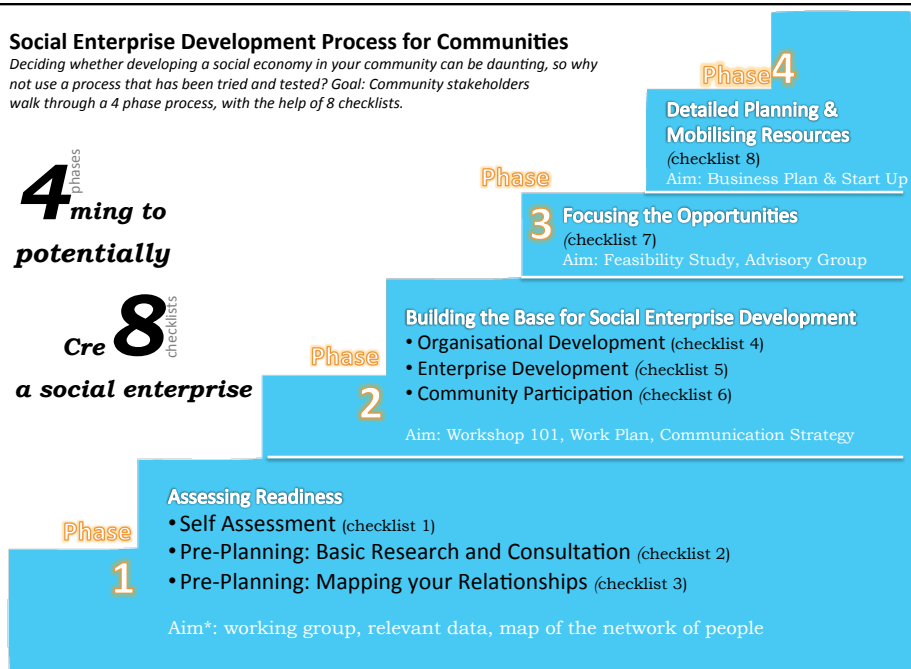 Social Enterprise Development Process for Communities
Deciding whether developing a social economy in your community can be daunting, so why
not use a process that has been tried and tested? Goal: Community stakeholders
walk through a 4 phase process, with the help of 8 checklists.
4 phases
ming to
potentially
Cre 8 checklists
a social enterprise
Phase 4
Detailed Planning &
Mobilising Resources
(checklist 8)
Aim: Business Plan & Start Up
Phase
3 Focusing the Opportunities
(checklist 7)
Aim: Feasibility Study, Advisory Group
Phase
2
Building the Base for Social Enterprise Development
• Organisational Development (checklist 4)
• Enterprise Development (checklist 5)
• Community Participation (checklist 6)
Aim: Workshop 101, Work Plan, Communication Strategy
Phase
1
Assessing Readiness
• Self Assessment (checklist 1)
• Pre-Planning: Basic Research and Consultation (checklist 2)
• Pre-Planning: Mapping your Relationships (checklist 3)
Aim*: working group, relevant data, map of the network of people